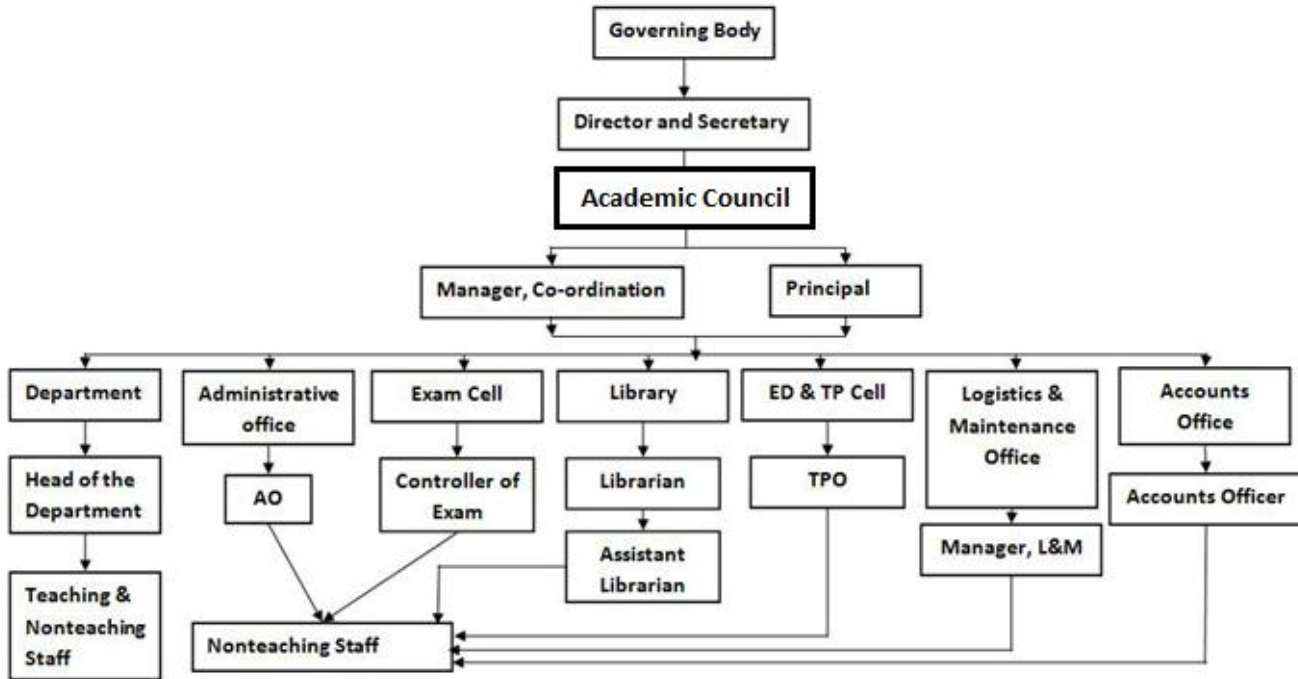 Governing Body
Director and Secretary
Academic Council
Manager, Co-ordination
Principal
Department
Administrative
office
Exam Cell
Library
ED & TP Cell
Logistics &
Maintenance
Office
Accounts
Office
Head of the
Department
AO
Controller of
Exam
Librarian
TPO
Accounts Officer
Manager, L&M
Assistant
Librarian
Teaching &
Nonteaching
Staff
Nonteaching Staff